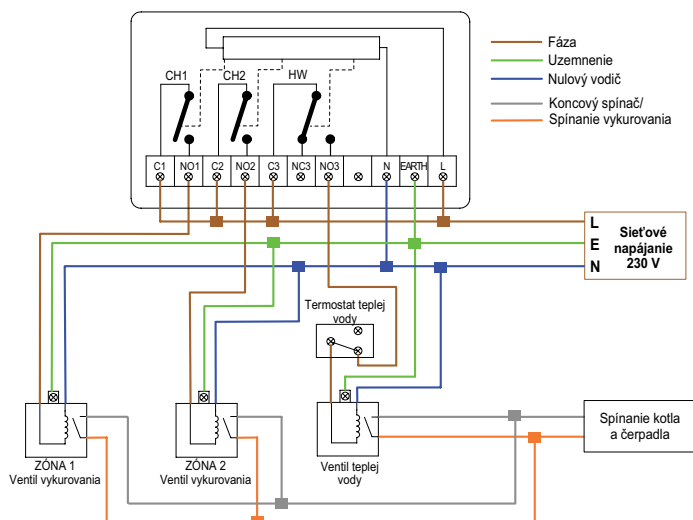 CH1
CH2
HW
C1
NO1
C2
NO2
C3
NC3
NO3
N
EARTH
L
Fáza
Uzemnenie
Nulový vodič
Koncový spínač/
Spínanie vykurovania
L
E
N
Sieťové
napájanie
230 V
Termostat teplej
vody
ZÓNA 1
Ventil vykurovania
ZÓNA 2
Ventil vykurovania
Ventil teplej
vody
Spínanie kotla
a čerpadla